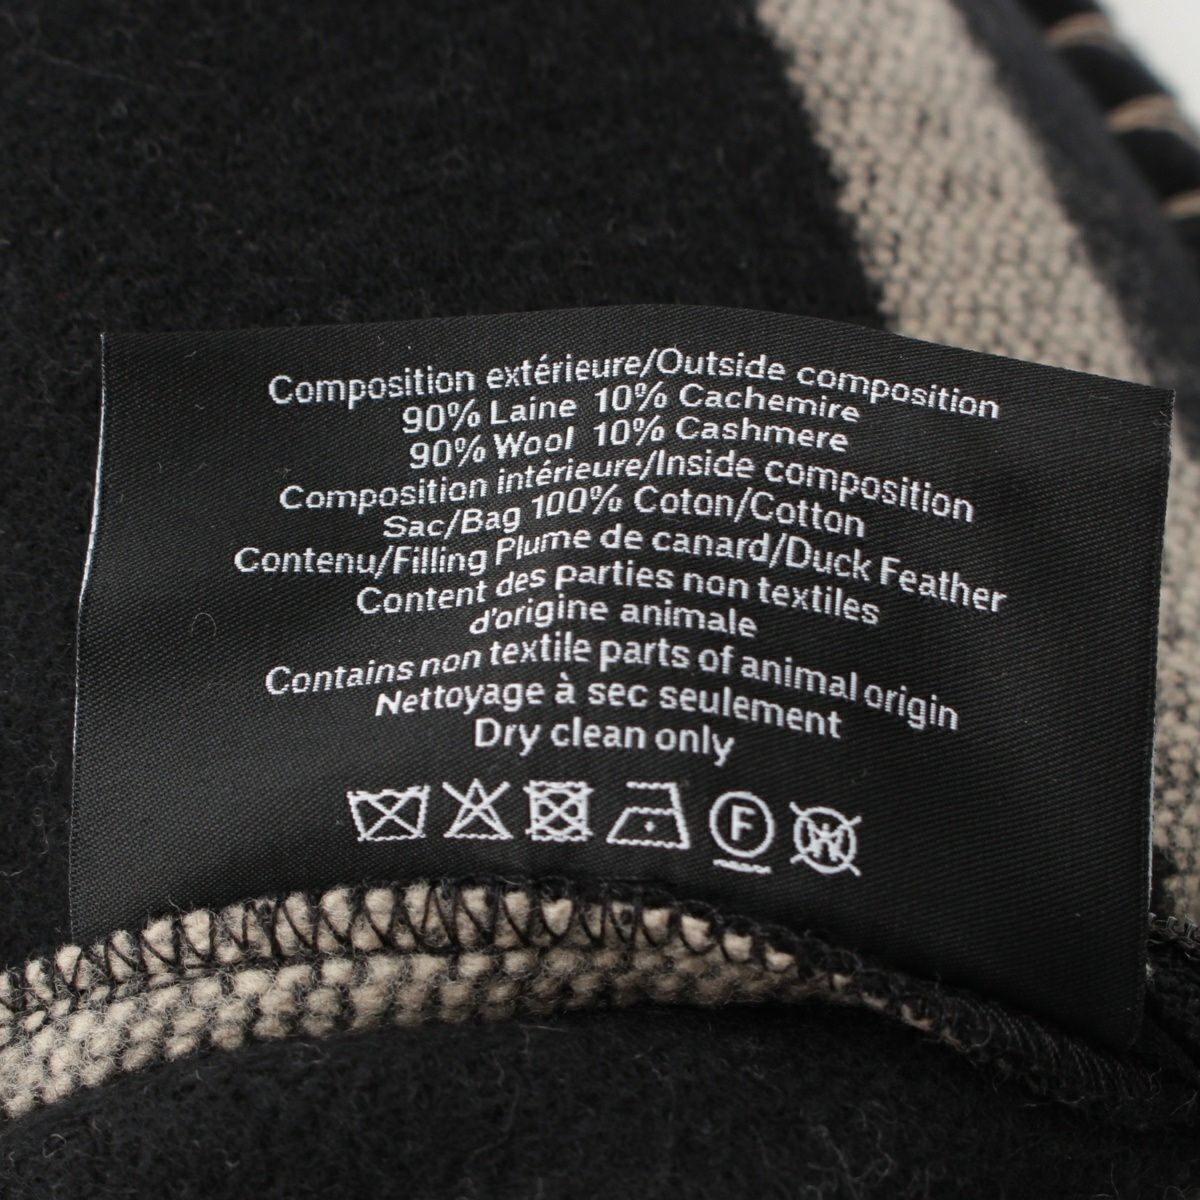 Composition extérieure/Outside composition
90% Laine 10% Cachemire
90% Wool 10% Cashmere
Composition intérieure/Inside composition
Sac/Bag 100% Coton/Cotton
Contenu/Filling Plume de canard/Duck Feather
Content des parties non textiles
d'origine animale
Contains non textile parts of animal origin
Nettoyage à sec seulement
Dry clean only
F W